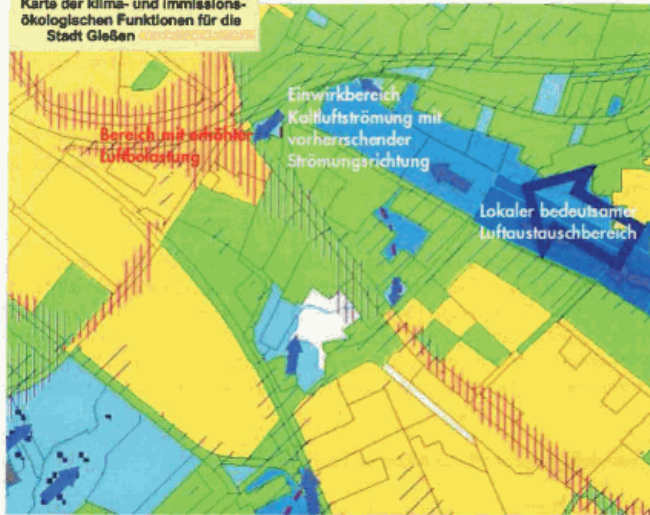 Karte der klima- und immissions-
ökologischen Funktionen für die
Stadt Gießen
Bereich mit erhöhter
Luftbelastung
Einwirkbereich
Kaltluftströmung mit
vorherrschender
Strömungsrichtung
Lokaler bedeutsamer
Luftaustauschbereich